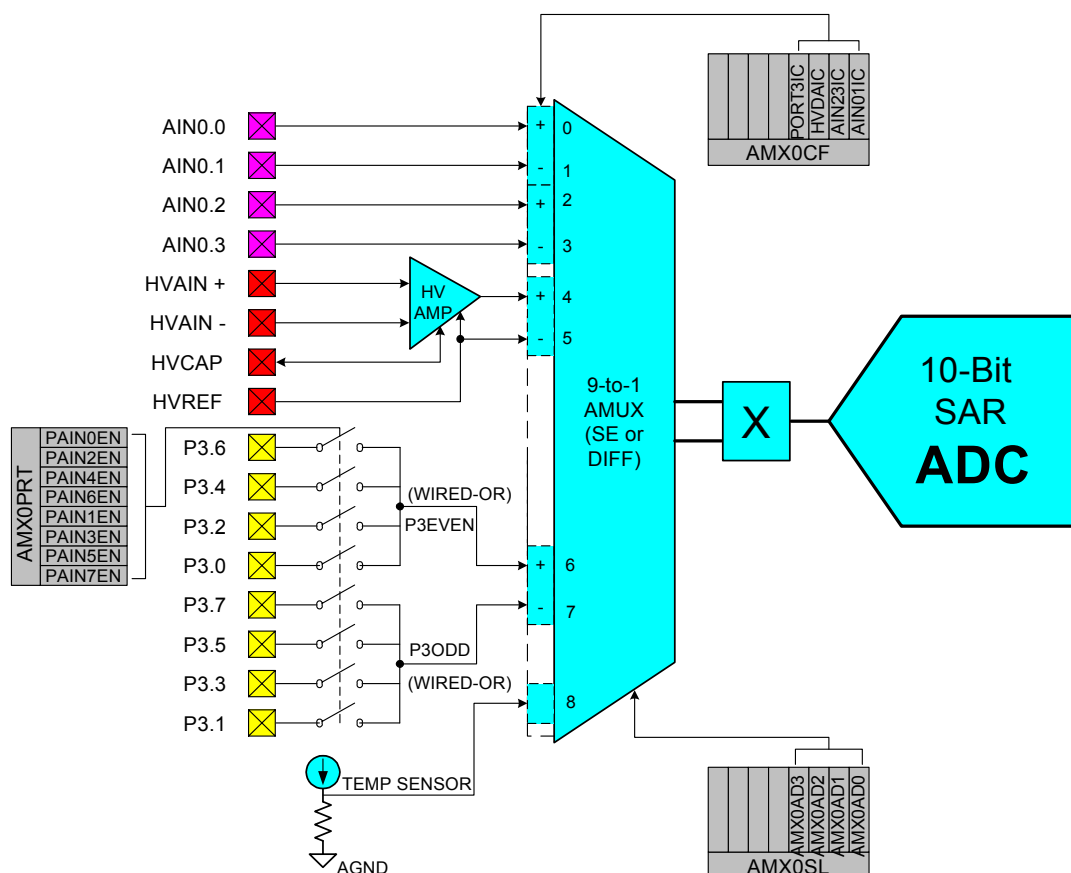 PORT3IC
HVDAIC
AIN23IC
AIN01IC
AMX0CF
AIN0.0
AIN0.1
AIN0.2
AIN0.3
HVAIN +
HVAIN -
HVCAP
HVREF
HV
AMP
+ 0
- 1
+ 2
- 3
+ 4
- 5
9-to-1
AMUX
(SE or
DIFF)
X
10-Bit
SAR
ADC
AMX0PRT
PAIN0EN
PAIN2EN
PAIN4EN
PAIN6EN
PAIN1EN
PAIN3EN
PAIN5EN
PAIN7EN
P3.6
P3.4
P3.2
P3.0
P3.7
P3.5
P3.3
P3.1
(WIRED-OR)
P3EVEN
+ 6
- 7
P3ODD
(WIRED-OR)
8
TEMP SENSOR
AGND
AMX0AD3
AMX0AD2
AMX0AD1
AMX0AD0
AMX0SL